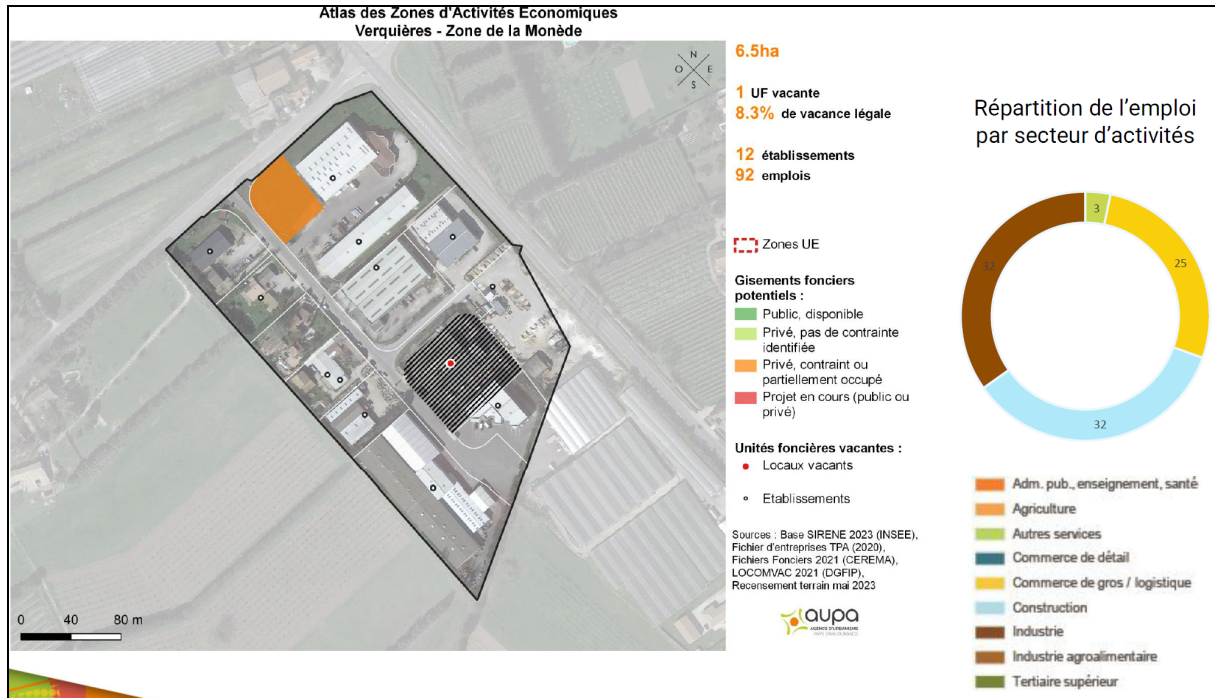 Atlas des Zones d'Activités Economiques
Verquières - Zone de la Monède
N
O
E
S
6.5ha
1 UF vacante
8.3% de vacance légale
12 établissements
92 emplois
Zones UE
Gisements fonciers
potentiels :
Public, disponible
Privé, pas de contrainte
identifiée
Privé, contraint ou
partiellement occupé
Projet en cours (public ou
privé)
Unités foncières vacantes :
Locaux vacants
Etablissements
Sources : Base SIRENE 2023 (INSEE),
Fichier d'entreprises TPA (2020),
Fichiers Fonciers 2021 (CEREMA),
LOCOMVAC 2021 (DGFIP),
Recensement terrain mai 2023
aupa
AGENCE D'URBANISME
PAYS D'AIX-DURANCE
0 40 80 m
Répartition de l'emploi
par secteur d'activités
3
25
32
32
Adm. pub., enseignement, santé
Agriculture
Autres services
Commerce de détail
Commerce de gros / logistique
Construction
Industrie
Industrie agroalimentaire
Tertiaire supérieur